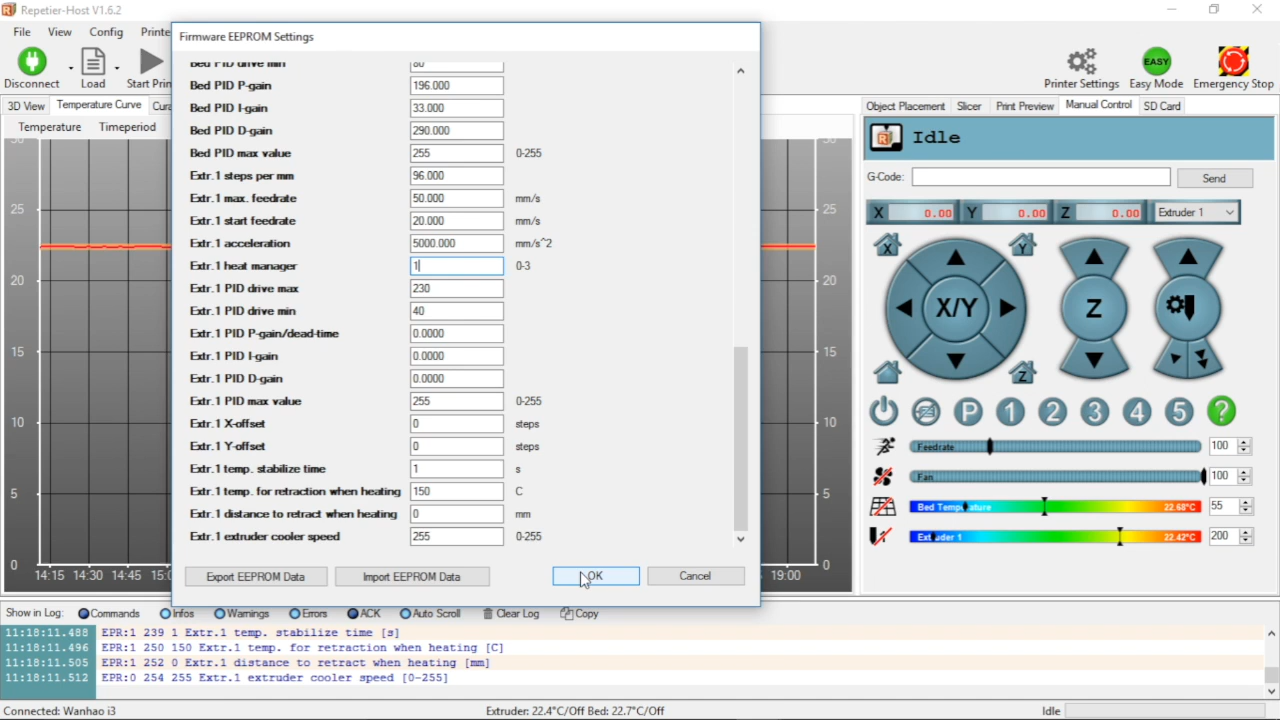 Repetier-Host V1.6.2
File View Config Printe
Firmware EEPROM Settings
Disconnect Load Start Prin
Printer Settings Easy Mode Emergency Stop
EASY
3D View Temperature Curve Cura
Object Placement Slicer Print Preview Manual Control SD Card
Temperature Timeperiod
Bed PID drive min 80
Bed PID P-gain 196.000
Bed PID I-gain 33.000
Bed PID D-gain 290.000
Bed PID max value 255 0-255
Extr.1 steps per mm 96.000
Extr.1 max. feedrate 50.000 mm/s
Extr.1 start feedrate 20.000 mm/s
Extr.1 acceleration 5000.000 mm/s^2
Extr.1 heat manager 1 0-3
Extr.1 PID drive max 230
Extr.1 PID drive min 40
Extr.1 PID P-gain/dead-time 0.0000
Extr.1 PID I-gain 0.0000
Extr.1 PID D-gain 0.0000
Extr.1 PID max value 255 0-255
Extr.1 X-offset 0 steps
Extr.1 Y-offset 0 steps
Extr.1 temp. stabilize time 1 s
Extr.1 temp. for retraction when heating 150 C
Extr.1 distance to retract when heating 0 mm
Extr.1 extruder cooler speed 255 0-255
Export EEPROM Data Import EEPROM Data OK Cancel
30 30
25 25
20 20
15 15
10 10
5 5
0 0
14:15 14:30 14:45 15:0 19:00
Idle
G-Code: Send
X 0.00 Y 0.00 Z 0.00 Extruder 1
X Y
X/Y Z
Z
P 1 2 3 4 5 ?
Feedrate 100
Fan 100
Bed Temperature 22.68°C 55
Extruder 1 22.42°C 200
Show in Log: Commands Infos Warnings Errors ACK Auto Scroll Clear Log Copy
11:18:11.488 EPR:1 239 1 Extr.1 temp. stabilize time [s]
11:18:11.496 EPR:1 250 150 Extr.1 temp. for retraction when heating [C]
11:18:11.505 EPR:1 252 0 Extr.1 distance to retract when heating [mm]
11:18:11.512 EPR:0 254 255 Extr.1 extruder cooler speed [0-255]
Connected: Wanhao i3 Extruder: 22.4°C/Off Bed: 22.7°C/Off Idle